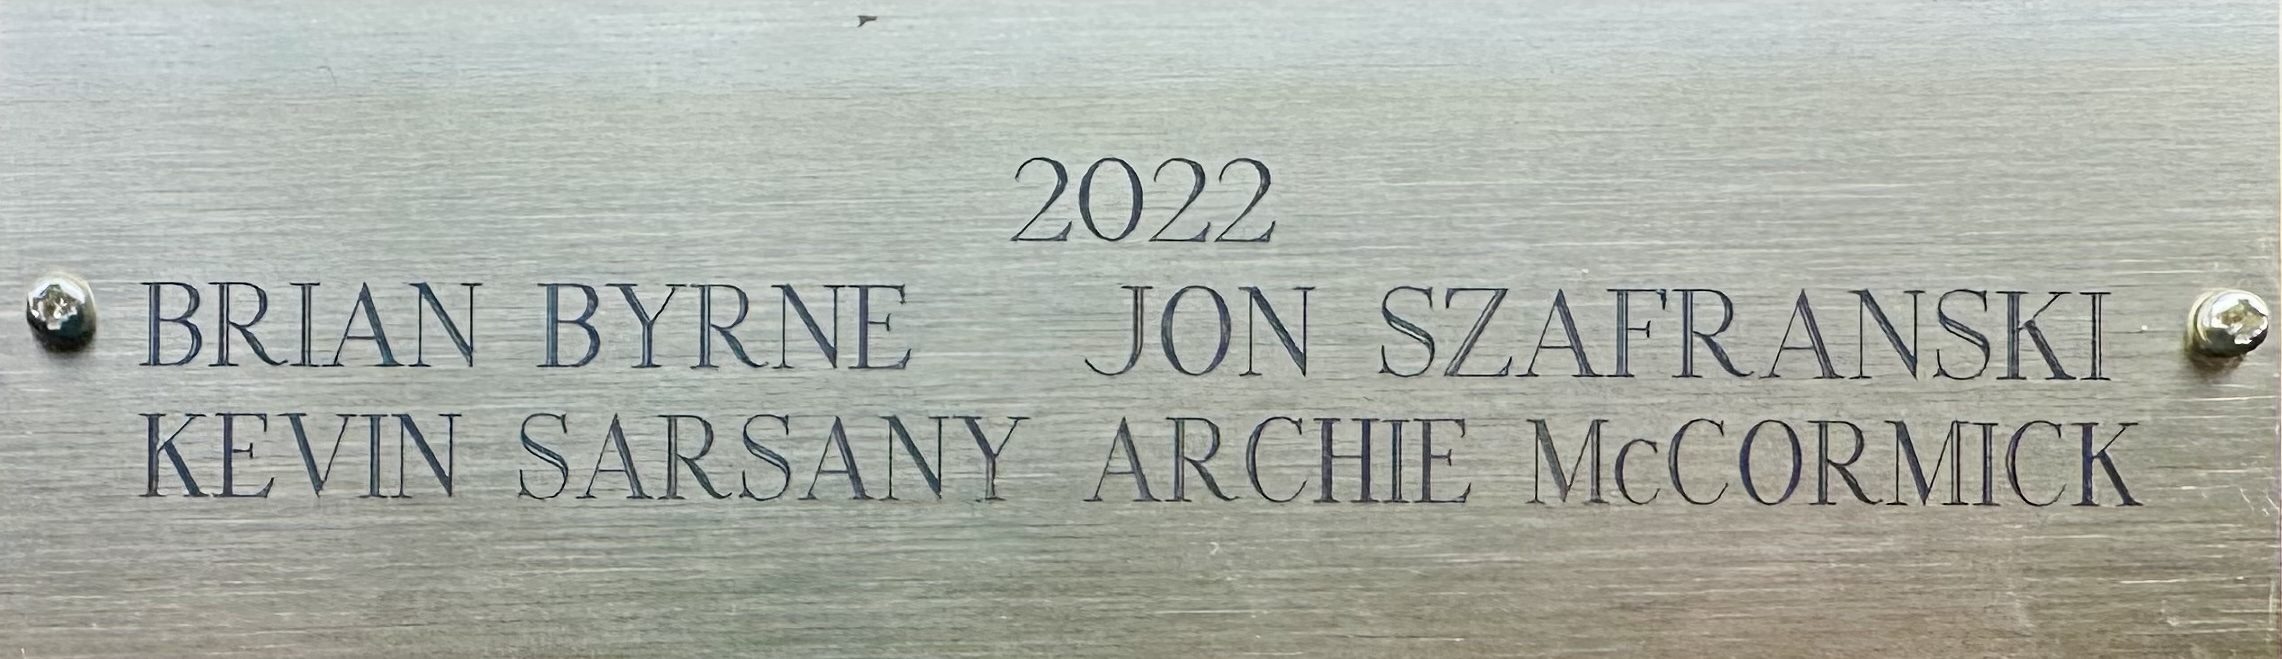 2022
BRIAN BYRNE JON SZAFRANSKI
KEVIN SARSANY ARCHIE McCORMICK